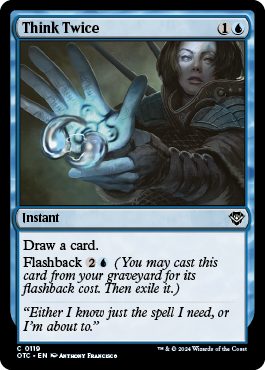 Think Twice 1
Instant
Draw a card.
Flashback 2 (You may cast this
card from your graveyard for its
flashback cost. Then exile it.)
“Either I know just the spell I need, or
I’m about to.”
C 0119
OTC • EN Anthony Francisco
™ & © 2024 Wizards of the Coast